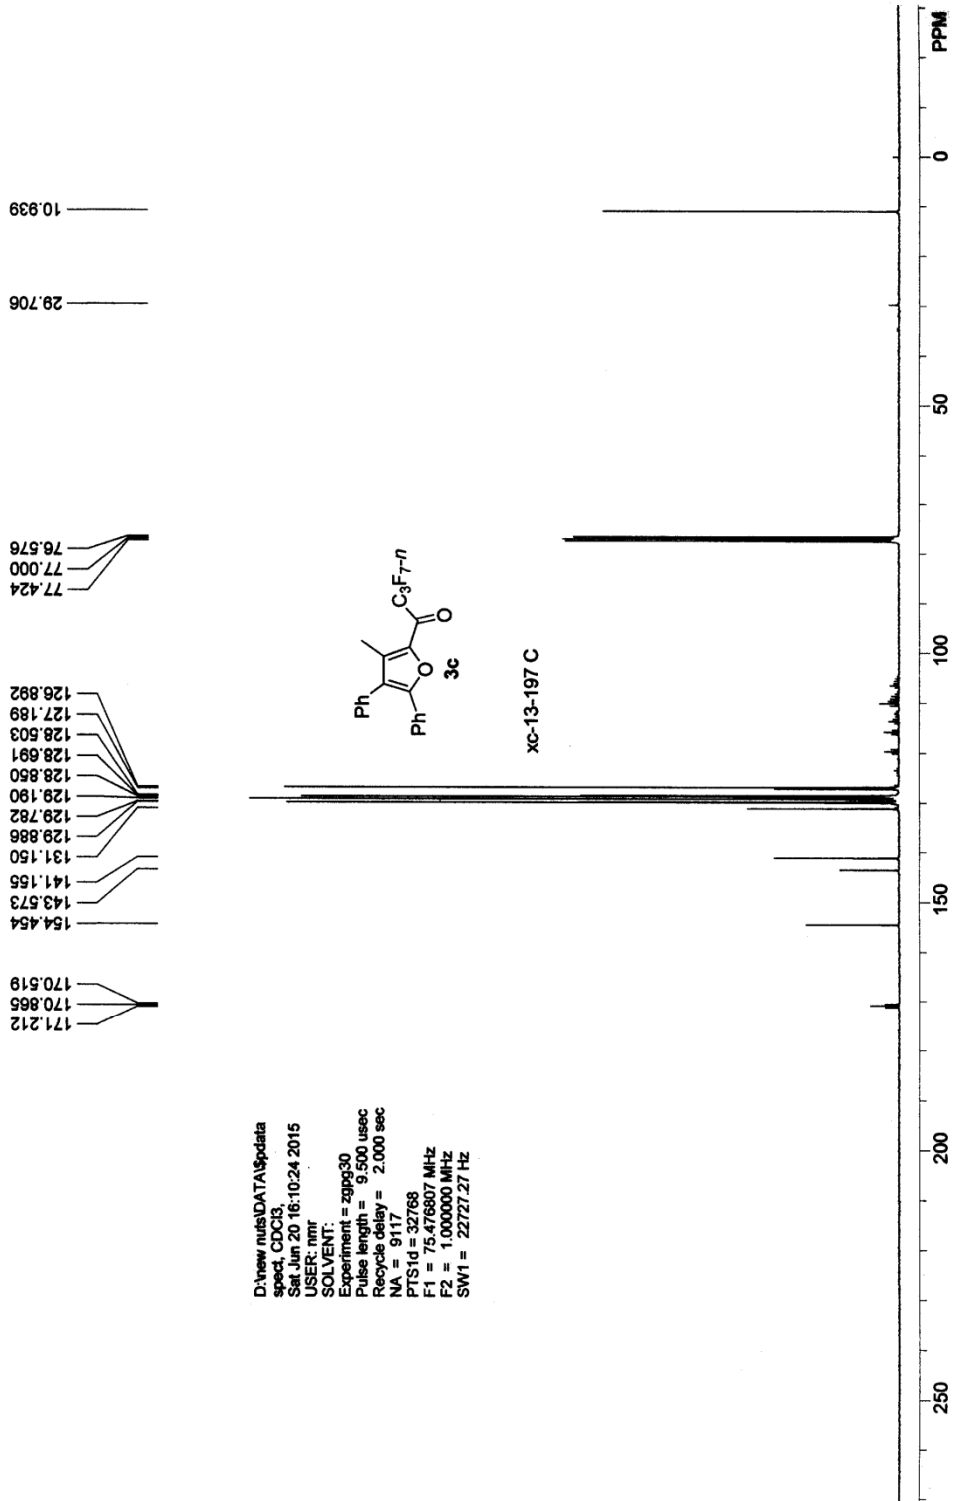 10.939
29.706
76.576
77.000
77.424
126.892
127.189
128.503
128.691
128.850
129.190
129.782
129.886
131.150
141.155
143.573
154.454
170.519
170.865
171.212
Ph
Ph
O
O
C3F7-n
3c
xc-13-197 C
D:\new nuts\DATA\$pdata
spect, CDCl3,
Sat Jun 20 16:10:24 2015
USER: nmr
SOLVENT:
Experiment = zgpg30
Pulse length = 9.500 usec
Recycle delay = 2.000 sec
NA = 9117
PTS1d = 32768
F1 = 75.476807 MHz
F2 = 1.000000 MHz
SW1 = 22727.27 Hz
250
200
150
100
50
0
PPM